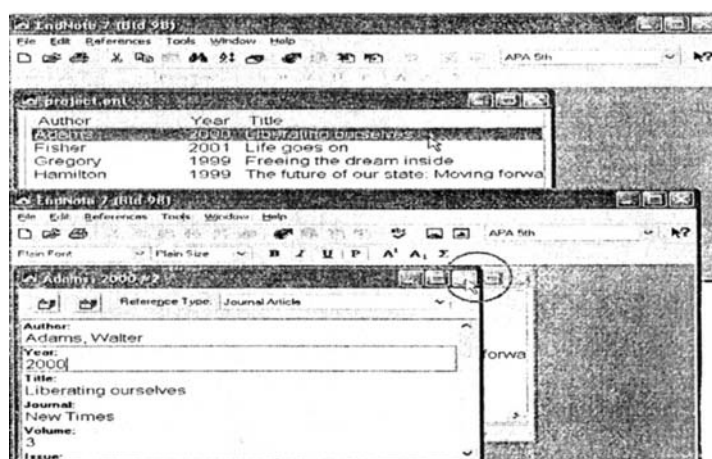 EndNote 7 (Bld 98)
File Edit References Tools Window Help
APA 5th
project.enl
Author Year Title
Adams 2000 Liberating ourselves
Fisher 2001 Life goes on
Gregory 1999 Freeing the dream inside
Hamilton 1999 The future of our state: Moving forwa
EndNote 7 (Bld 98)
File Edit References Tools Window Help
APA 5th
Plain Font Plain Size B I U P A¹ A₁ Σ
Adams, 2000 #2
Reference Type: Journal Article
Author:
Adams, Walter
Year:
2000
forwa
Title:
Liberating ourselves
Journal:
New Times
Volume:
3
Issue: